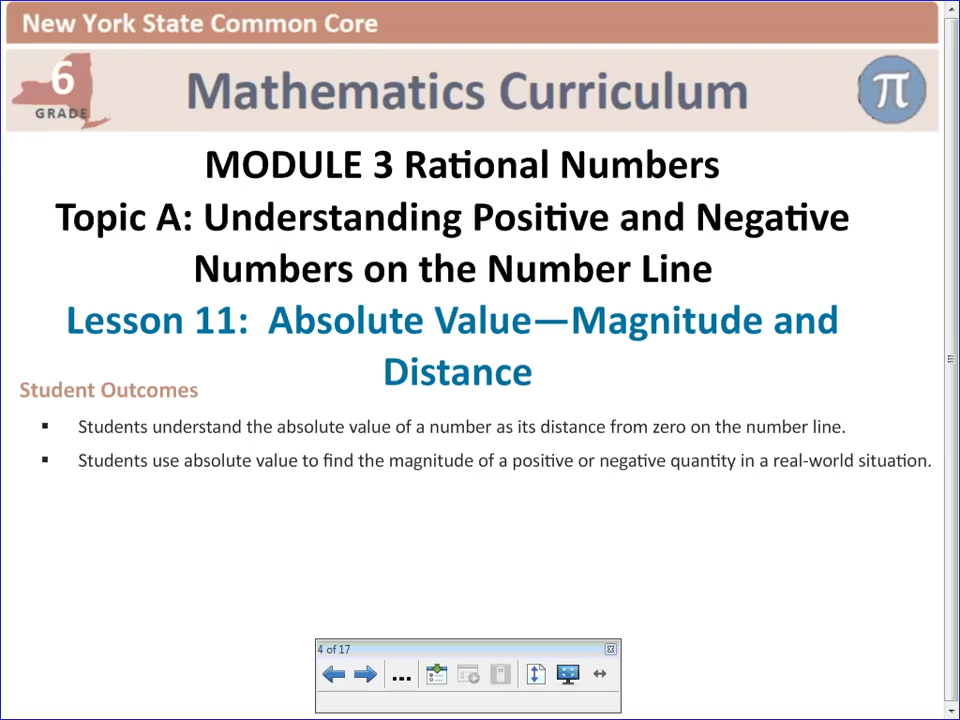 New York State Common Core
6
GRADE
Mathematics Curriculum
π
MODULE 3 Rational Numbers
Topic A: Understanding Positive and Negative
Numbers on the Number Line
Lesson 11:  Absolute Value—Magnitude and
Distance
Student Outcomes
▪ Students understand the absolute value of a number as its distance from zero on the number line.
▪ Students use absolute value to find the magnitude of a positive or negative quantity in a real-world situation.
4 of 17
...